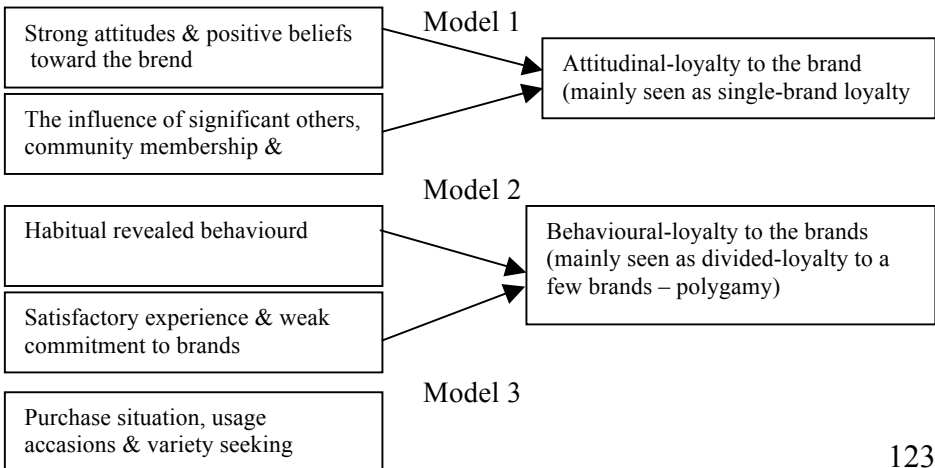 Model 1
Strong attitudes & positive beliefs
toward the brend
The influence of significant others,
community membership &
Attitudinal-loyalty to the brand
(mainly seen as single-brand loyalty
Model 2
Habitual revealed behaviourd
Satisfactory experience & weak
commitment to brands
Behavioural-loyalty to the brands
(mainly seen as divided-loyalty to a
few brands – polygamy)
Model 3
Purchase situation, usage
accasions & variety seeking
123